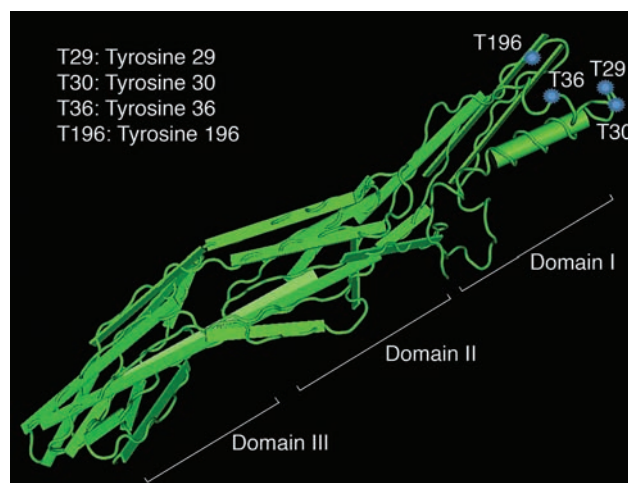 T29: Tyrosine 29
T30: Tyrosine 30
T36: Tyrosine 36
T196: Tyrosine 196
T196
T36
T29
T30
Domain I
Domain II
Domain III